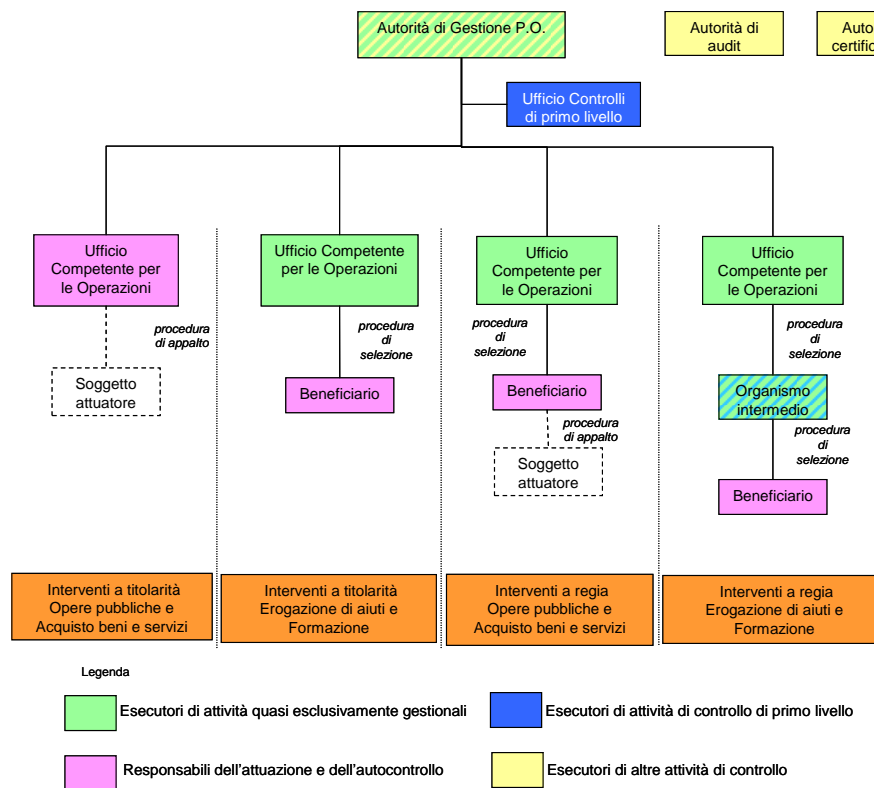 Autorità di Gestione P.O.
Autorità di
audit
Ufficio Controlli
di primo livello
Ufficio
Competente per
le Operazioni
procedura
di appalto
Soggetto
attuatore
Ufficio Competente
per le Operazioni
procedura
di
selezione
Beneficiario
Ufficio
Competente per
le Operazioni
procedura
di
selezione
Beneficiario
procedura
di appalto
Soggetto
attuatore
Ufficio
Competente per
le Operazioni
procedura
di
selezione
Organismo
intermedio
procedura
di
selezione
Beneficiario
Interventi a titolarità
Opere pubbliche e
Acquisto beni e servizi
Interventi a titolarità
Erogazione di aiuti e
Formazione
Interventi a regia
Opere pubbliche e
Acquisto beni e servizi
Interventi a regia
Erogazione di aiuti e
Formazione
Legenda
Esecutori di attività quasi esclusivamente gestionali
Esecutori di attività di controllo di primo livello
Responsabili dell'attuazione e dell'autocontrollo
Esecutori di altre attività di controllo